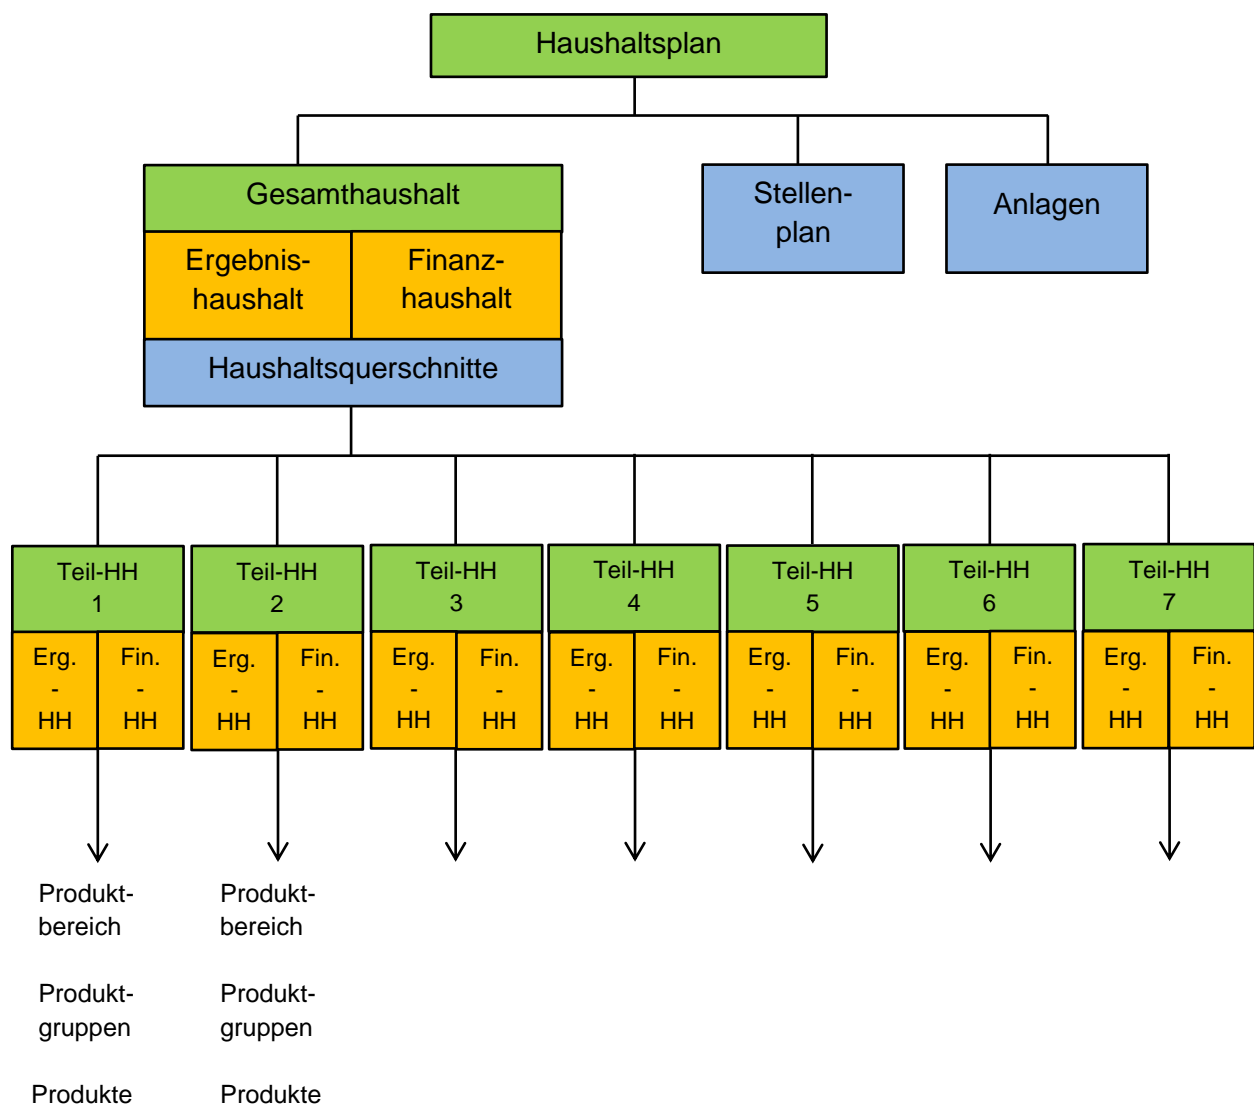 Haushaltsplan
Gesamthaushalt
Ergebnis-
haushalt
Finanz-
haushalt
Haushaltsquerschnitte
Stellen-
plan
Anlagen
Teil-HH
1
Erg.
-
HH
Fin.
-
HH
Teil-HH
2
Erg.
-
HH
Fin.
-
HH
Teil-HH
3
Erg.
-
HH
Fin.
-
HH
Teil-HH
4
Erg.
-
HH
Fin.
-
HH
Teil-HH
5
Erg.
-
HH
Fin.
-
HH
Teil-HH
6
Erg.
-
HH
Fin.
-
HH
Teil-HH
7
Erg.
-
HH
Fin.
-
HH
Produkt-
bereich
Produkt-
gruppen
Produkte
Produkt-
bereich
Produkt-
gruppen
Produkte